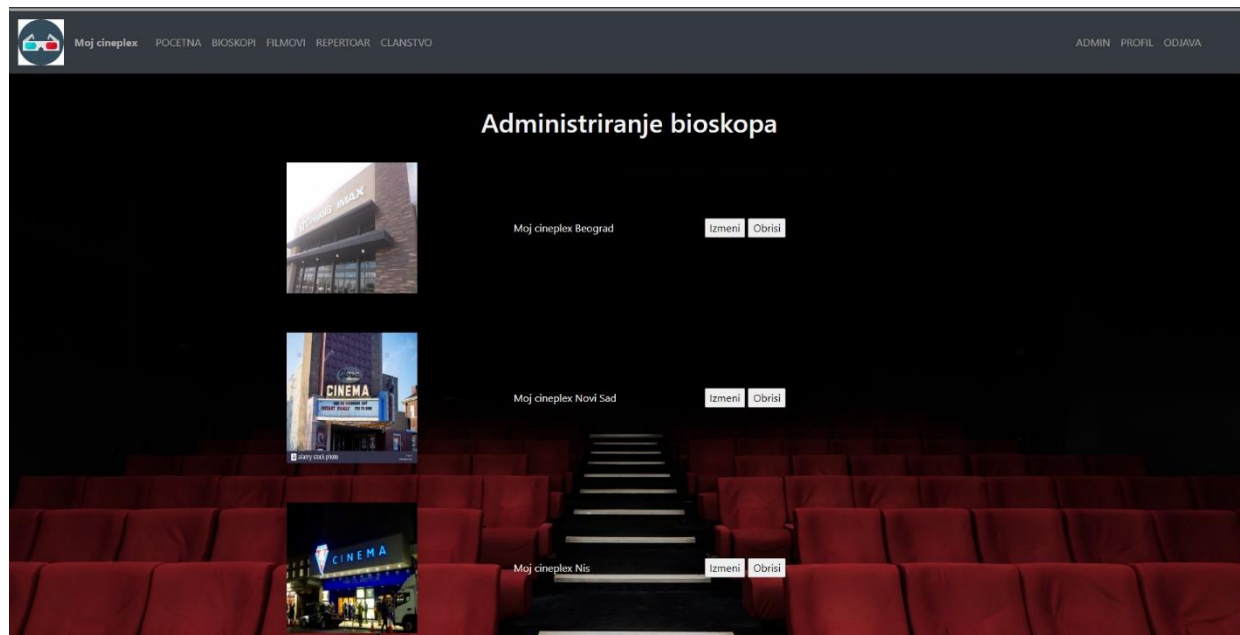 Moj cineplex POCETNA BIOSKOPI FILMOVI REPERTOAR CLANSTVO ADMIN PROFIL ODJAVA
Administriranje bioskopa
IMAX
Moj cineplex Beograd Izmeni Obrisi
CINEMA
alamy stock photo
Moj cineplex Novi Sad Izmeni Obrisi
CINEMA
Moj cineplex Nis Izmeni Obrisi